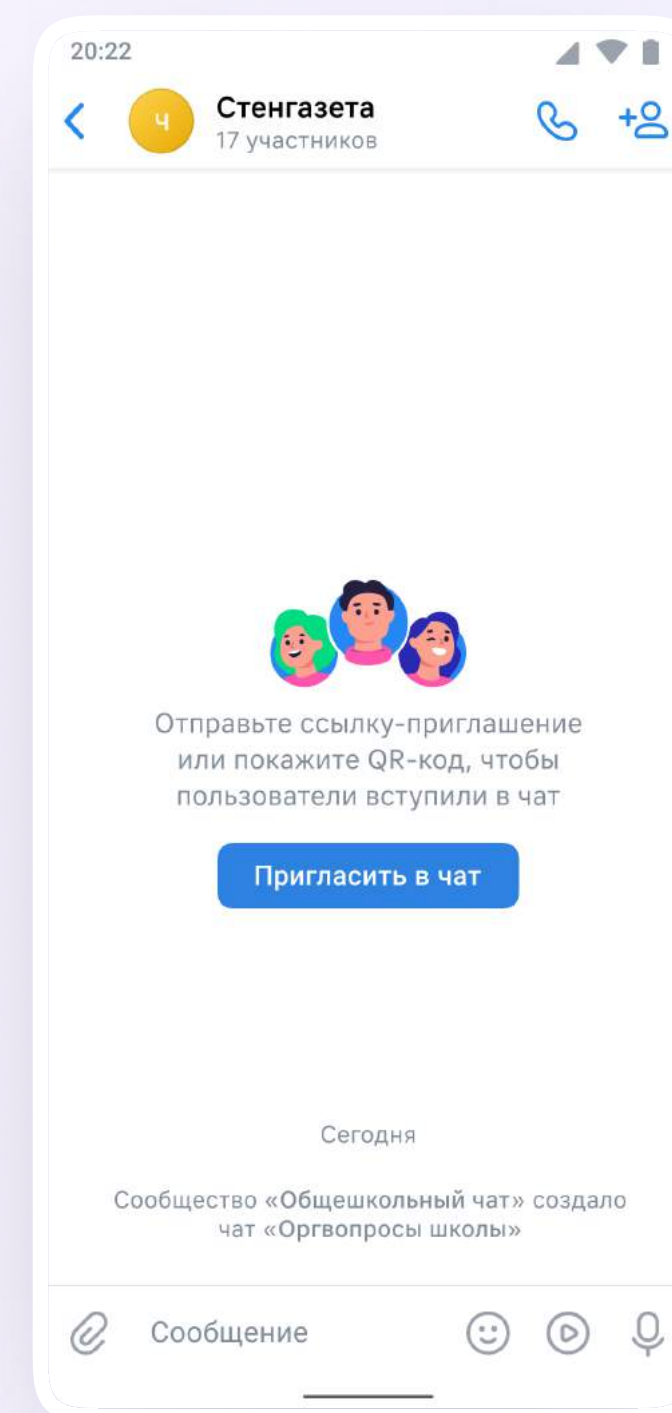 20:22
Ч
Стенгазета
17 участников
Отправьте ссылку-приглашение
или покажите QR-код, чтобы
пользователи вступили в чат
Пригласить в чат
Сегодня
Сообщество «Общешкольный чат» создало
чат «Оргвопросы школы»
Сообщение